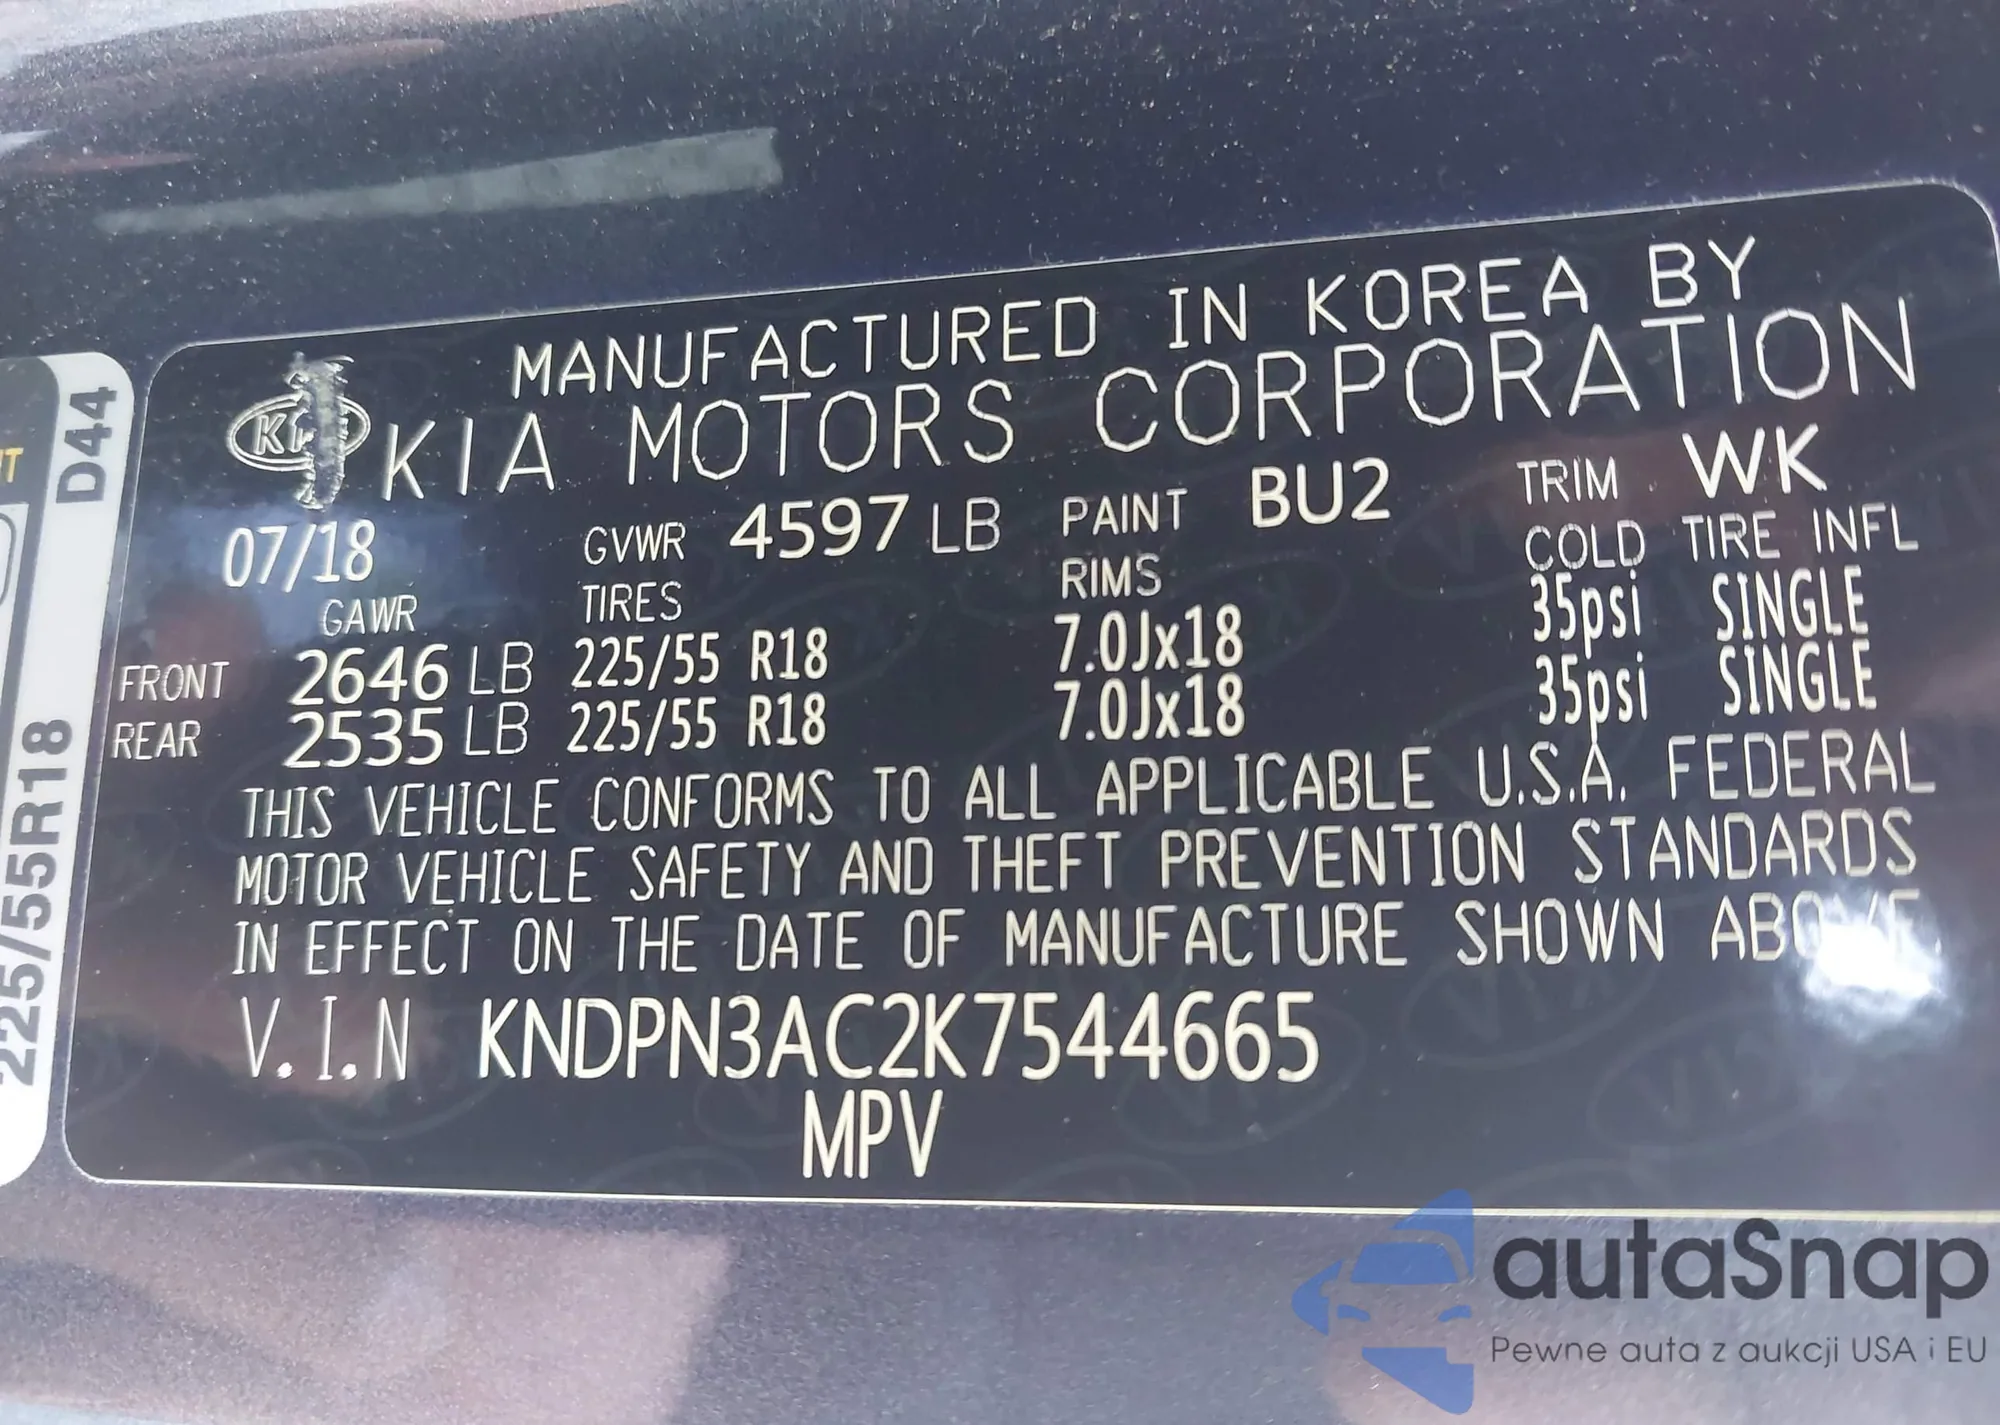 MANUFACTURED IN KOREA BY
KIA MOTORS CORPORATION
07/18 GVWR 4597 LB PAINT BU2 TRIM WK
GAWR TIRES RIMS COLD TIRE INFL
FRONT 2646 LB 225/55 R18 7.0Jx18 35psi SINGLE
REAR 2535 LB 225/55 R18 7.0Jx18 35psi SINGLE
THIS VEHICLE CONFORMS TO ALL APPLICABLE U.S.A. FEDERAL
MOTOR VEHICLE SAFETY AND THEFT PREVENTION STANDARDS
IN EFFECT ON THE DATE OF MANUFACTURE SHOWN ABOVE.
V.I.N KNDPN3AC2K7544665
MPV
225/55R18 D44
autaSnap
Pewne auta z aukcji USA i EU